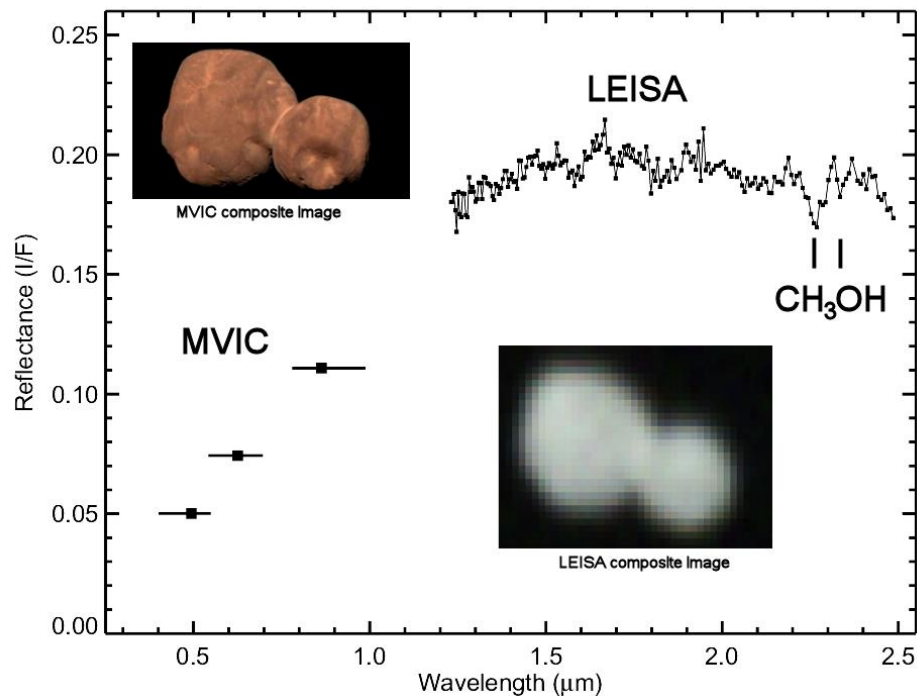 0.25
0.20
0.15
0.10
0.05
0.00
Reflectance (I/F)
MVIC composite image
LEISA
CH₃OH
MVIC
LEISA composite image
0.5 1.0 1.5 2.0 2.5
Wavelength (μm)